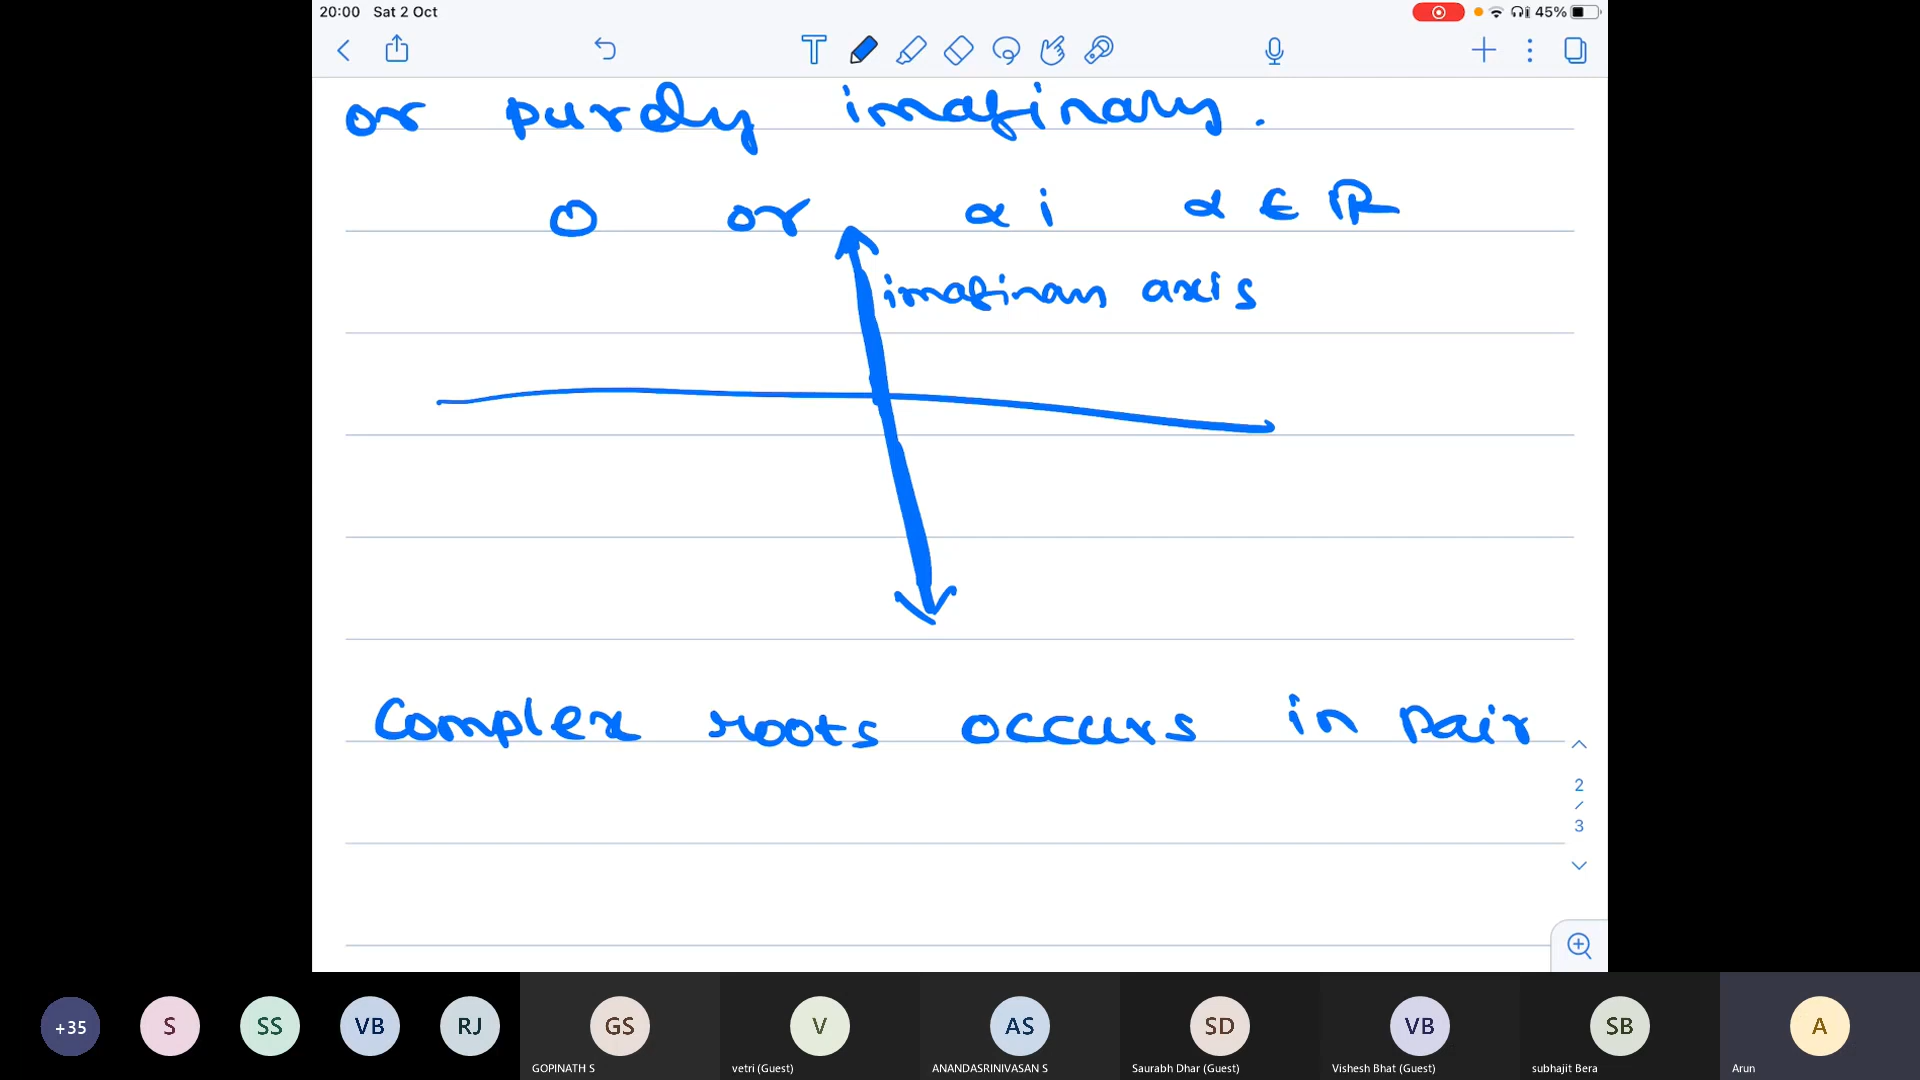 20:00 Sat 2 Oct
45%
or purely imaginary.
0 or αi α ∈ ℝ
imaginary axis
Complex roots occurs in pair
2
/
3
+35
S
SS
VB
RJ
GS
V
AS
SD
VB
SB
A
GOPINATH S
vetri (Guest)
ANANDASRINIVASAN S
Saurabh Dhar (Guest)
Vishesh Bhat (Guest)
subhajit Bera
Arun